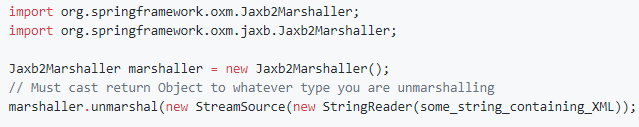 import org.springframework.oxm.Jaxb2Marshaller;
import org.springframework.oxm.jaxb.Jaxb2Marshaller;
Jaxb2Marshaller marshaller = new Jaxb2Marshaller();
// Must cast return Object to whatever type you are unmarshalling
marshaller.unmarshal(new StreamSource(new StringReader(some_string_containing_XML));